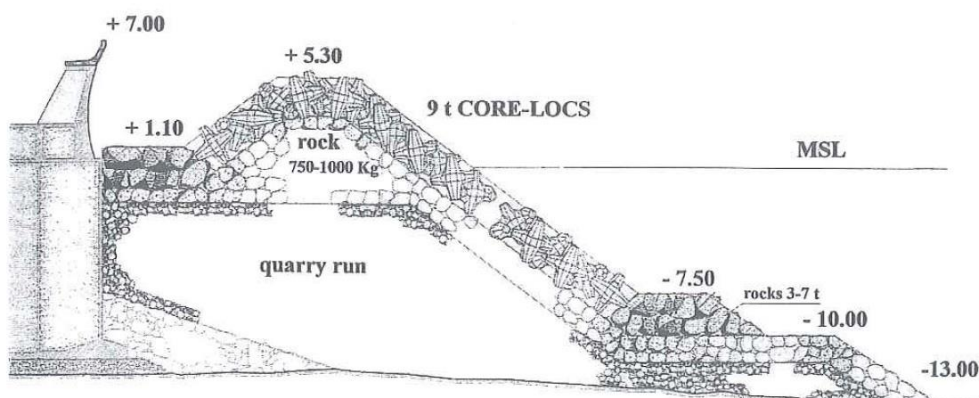 + 7.00
+ 5.30
9 t CORE-LOCS
+ 1.10
rock
750-1000 Kg
MSL
quarry run
- 7.50
rocks 3-7 t
- 10.00
-13.00